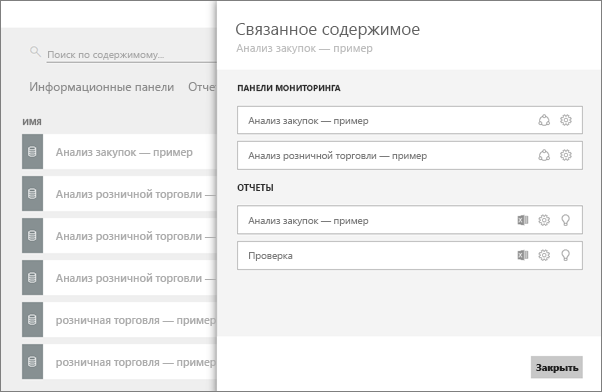 Связанное содержимое
Анализ закупок — пример
Поиск по содержимому...
Информационные панели Отче
ИМЯ
Анализ закупок — пример
Анализ розничной торговли —
Анализ розничной торговли —
Анализ розничной торговли —
розничная торговля — пример
розничная торговля — пример
ПАНЕЛИ МОНИТОРИНГА
Анализ закупок — пример
Анализ розничной торговли — пример
ОТЧЕТЫ
Анализ закупок — пример
Проверка
Закрыть